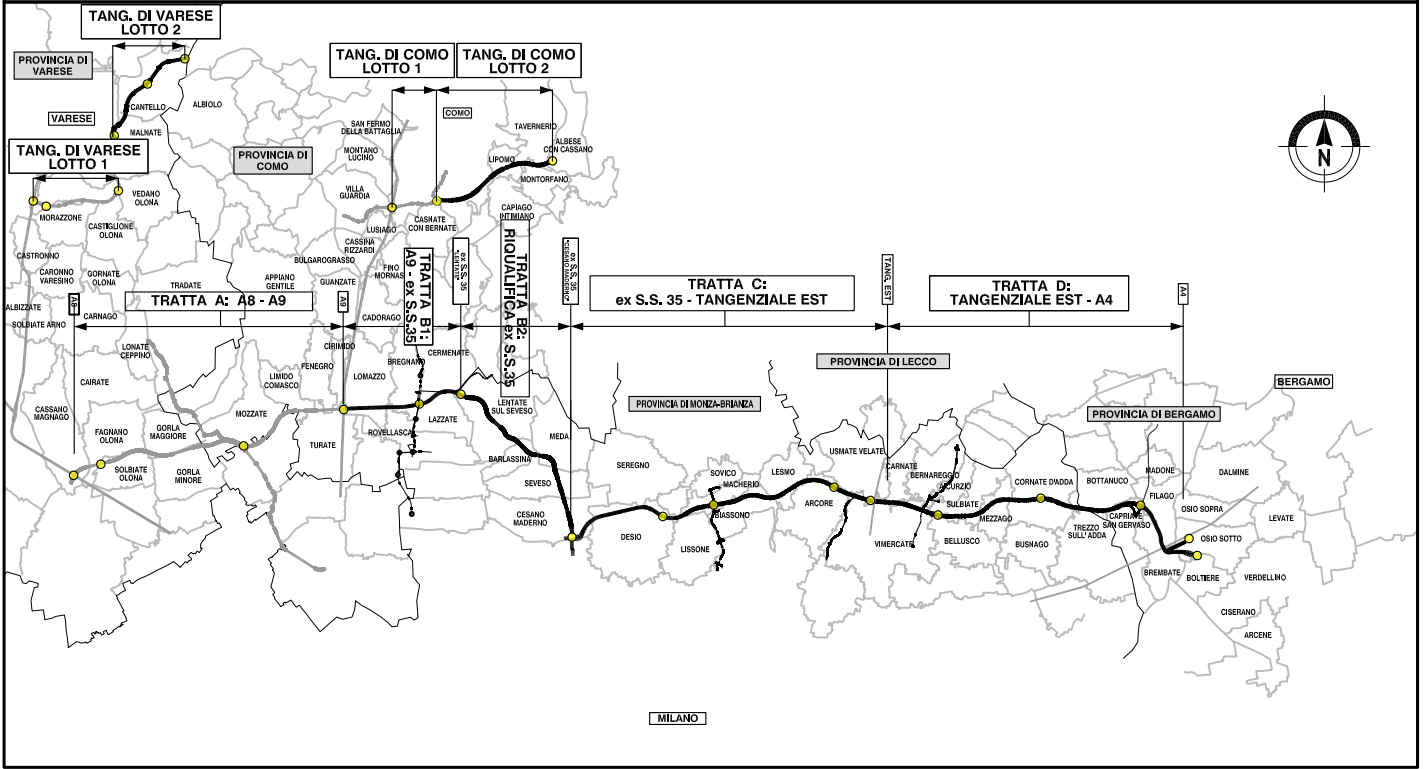 TANG. DI VARESE
LOTTO 2
PROVINCIA DI
VARESE
TANG. DI COMO
LOTTO 1
TANG. DI COMO
LOTTO 2
CANTELLO
ALBIOLO
VARESE
COMO
MALNATE
SAN FERMO
DELLA BATTAGLIA
TAVERNERIO
TANG. DI VARESE
LOTTO 1
PROVINCIA DI
COMO
MONTANO
LUCINO
LIPOMO
ALBESE
CON CASSANO
N
VEDANO
OLONA
VILLA
GUARDIA
MONTORFANO
MORAZZONE
CASTIGLIONE
OLONA
LUSIAGO
CASNATE
CON BERNATE
CAPIAGO
INTIMIANO
CASTRONNO
CASSINA
RIZZARDI
BULGAROGRASSO
CARONNO
VARESINO
GORNATE
OLONA
TRADATE
APPIANO
GENTILE
GUANZATE
FINO
MORNAS
TRATTA B1:
A9 - ex S.S.35
ex S.S. 35
"LENTATE"
TRATTA B2:
RIQUALIFICA ex S.S.35
ex S.S. 35
"CESANO MADERNO"
TANG. EST
A8
TRATTA A: A8 - A9
A9
TRATTA C:
ex S.S. 35 - TANGENZIALE EST
TRATTA D:
TANGENZIALE EST - A4
A4
ALBIZZATE
SOLBIATE ARNO
CARNAGO
CADORAGO
LONATE
CEPPINO
CIRIMIDO
CERMENATE
BREGNANO
FENEGRO
LOMAZZO
PROVINCIA DI LECCO
CAIRATE
LIMIDO
COMASCO
BERGAMO
CASSANO
MAGNAGO
MOZZATE
LENTATE
SUL SEVESO
PROVINCIA DI MONZA-BRIANZA
PROVINCIA DI BERGAMO
FAGNANO
OLONA
GORLA
MAGGIORE
TURATE
ROVELLASCA
LAZZATE
MEDA
SOLBIATE
OLONA
GORLA
MINORE
BARLASSINA
SEVESO
SEREGNO
SOVICO
MACHERIO
LESMO
USMATE VELATE
CARNATE
BERNAREGGIO
AICURZIO
CORNATE D'ADDA
BOTTANUCO
MADONE
DALMINE
FILAGO
CESANO
MADERNO
DESIO
BIASSONO
LISSONE
ARCORE
SULBIATE
MEZZAGO
VIMERCATE
BELLUSCO
BUSNAGO
TREZZO
SULL' ADDA
CAPRIATE
SAN GERVASO
OSIO SOPRA
LEVATE
OSIO SOTTO
BREMBATE
BOLTIERE
VERDELLINO
CISERANO
ARCENE
MILANO